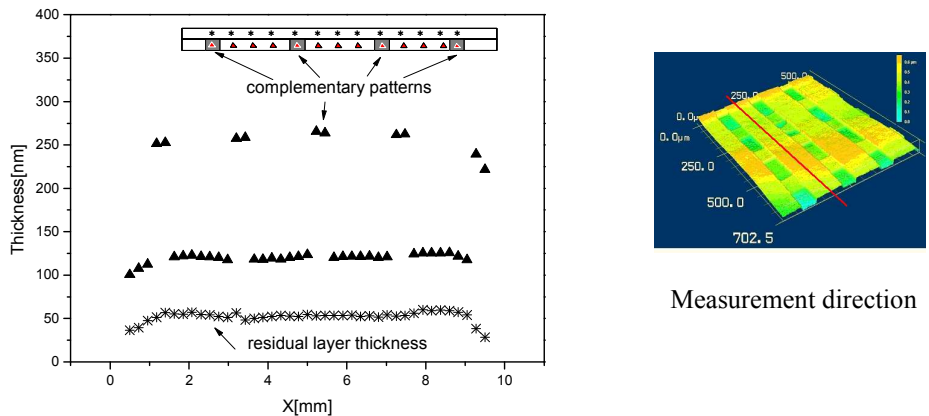 400
350
300
250
200
150
100
50
0
Thickness[nm]
0
2
4
6
8
10
X[mm]
complementary patterns
residual layer thickness
500.0
250.0
0.0µm
0.0µm
250.0
500.0
702.5
Measurement direction